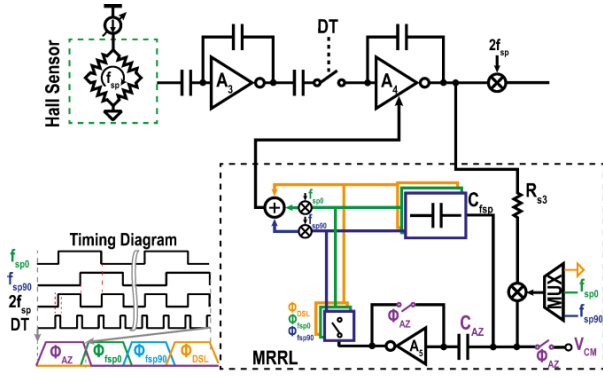 Hall Sensor
f_sp
A_3
DT
A_4
2f_sp
f_sp0
f_sp90
C_fsp
R_s3
MUX
f_sp0
f_sp90
Φ_DSL
Φ_fsp0
Φ_fsp90
Φ_AZ
A_5
C_AZ
Φ_AZ
V_CM
MRRL
Timing Diagram
f_sp0
f_sp90
2f_sp
DT
Φ_AZ Φ_fsp0 Φ_fsp90 Φ_DSL